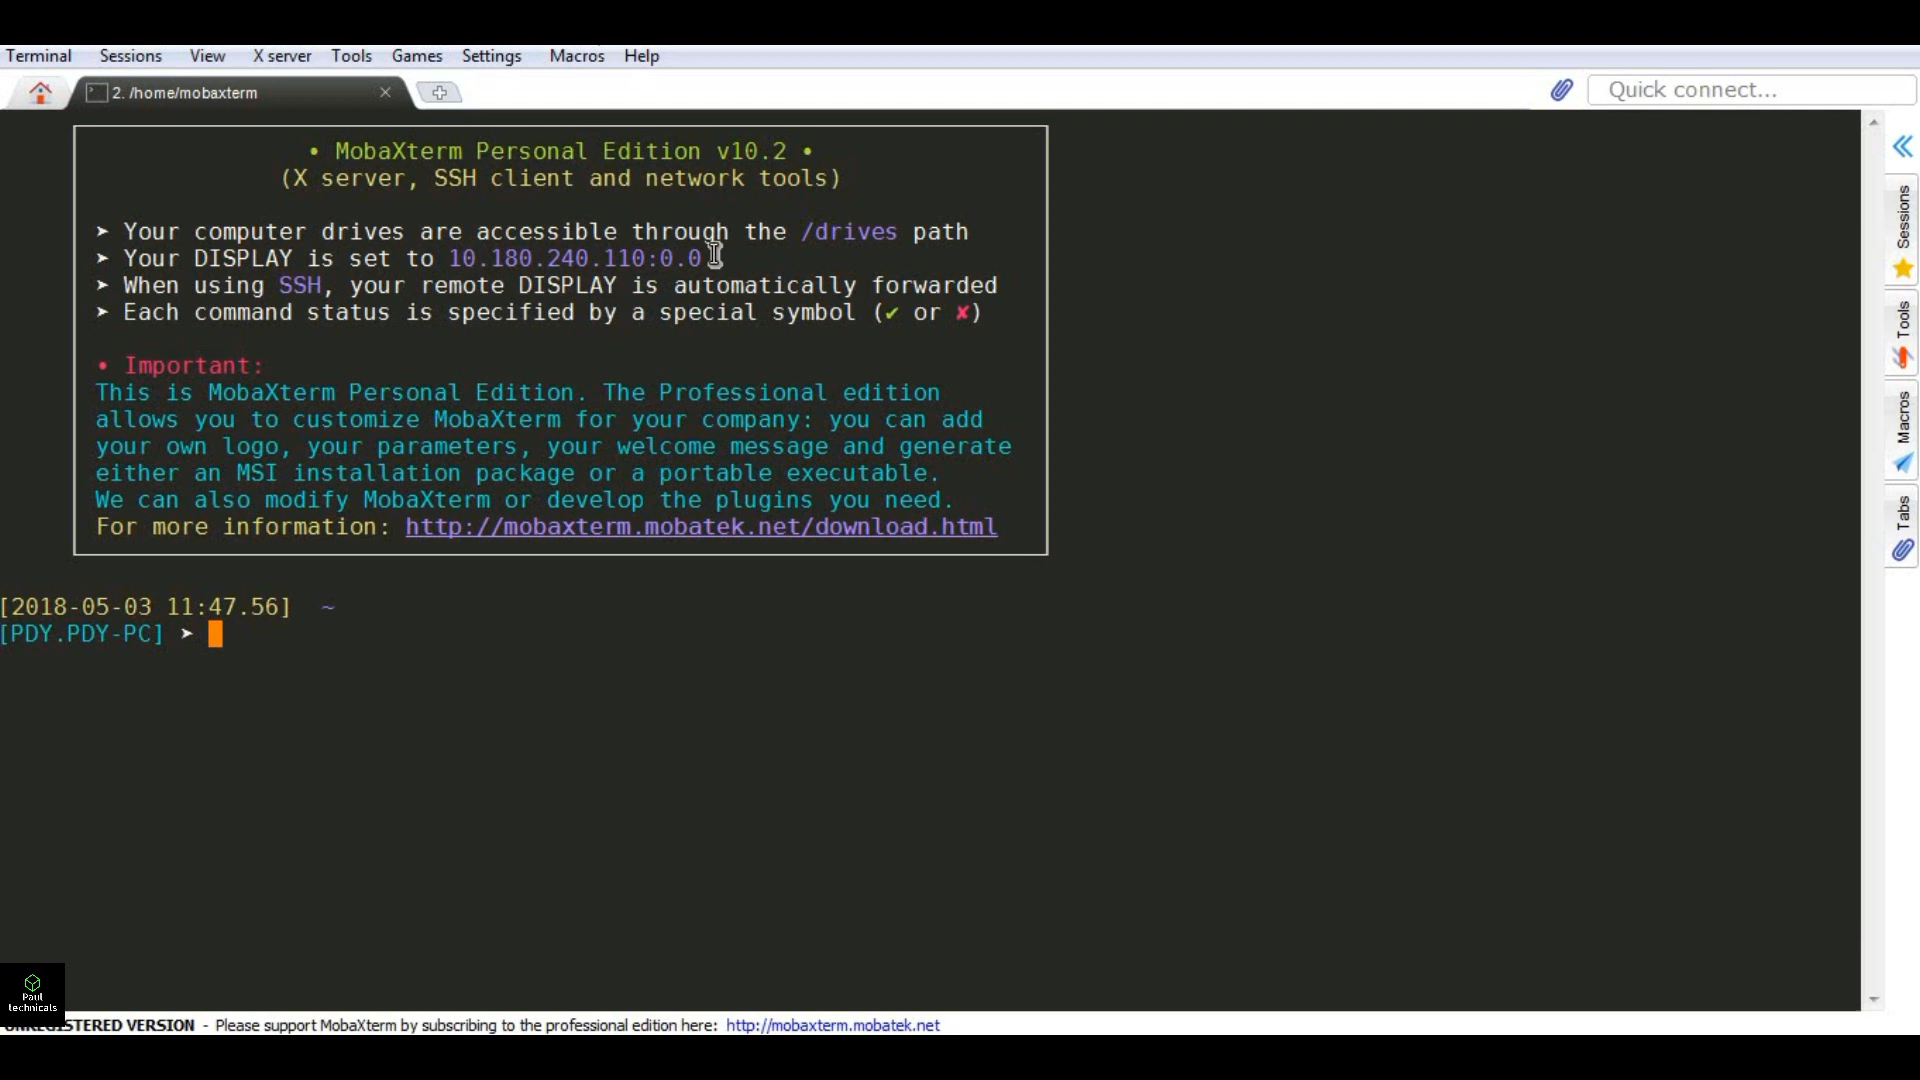 Terminal Sessions View X server Tools Games Settings Macros Help
2. /home/mobaxterm
Quick connect...
• MobaXterm Personal Edition v10.2 •
(X server, SSH client and network tools)
➤ Your computer drives are accessible through the /drives path
➤ Your DISPLAY is set to 10.180.240.110:0.0
➤ When using SSH, your remote DISPLAY is automatically forwarded
➤ Each command status is specified by a special symbol (✔ or ✘)
• Important:
This is MobaXterm Personal Edition. The Professional edition
allows you to customize MobaXterm for your company: you can add
your own logo, your parameters, your welcome message and generate
either an MSI installation package or a portable executable.
We can also modify MobaXterm or develop the plugins you need.
For more information: http://mobaxterm.mobatek.net/download.html
[2018-05-03 11:47.56] ~
[PDY.PDY-PC] ➤
Sessions
Tools
Macros
Tabs
Paul
technicals
UNREGISTERED VERSION - Please support MobaXterm by subscribing to the professional edition here: http://mobaxterm.mobatek.net